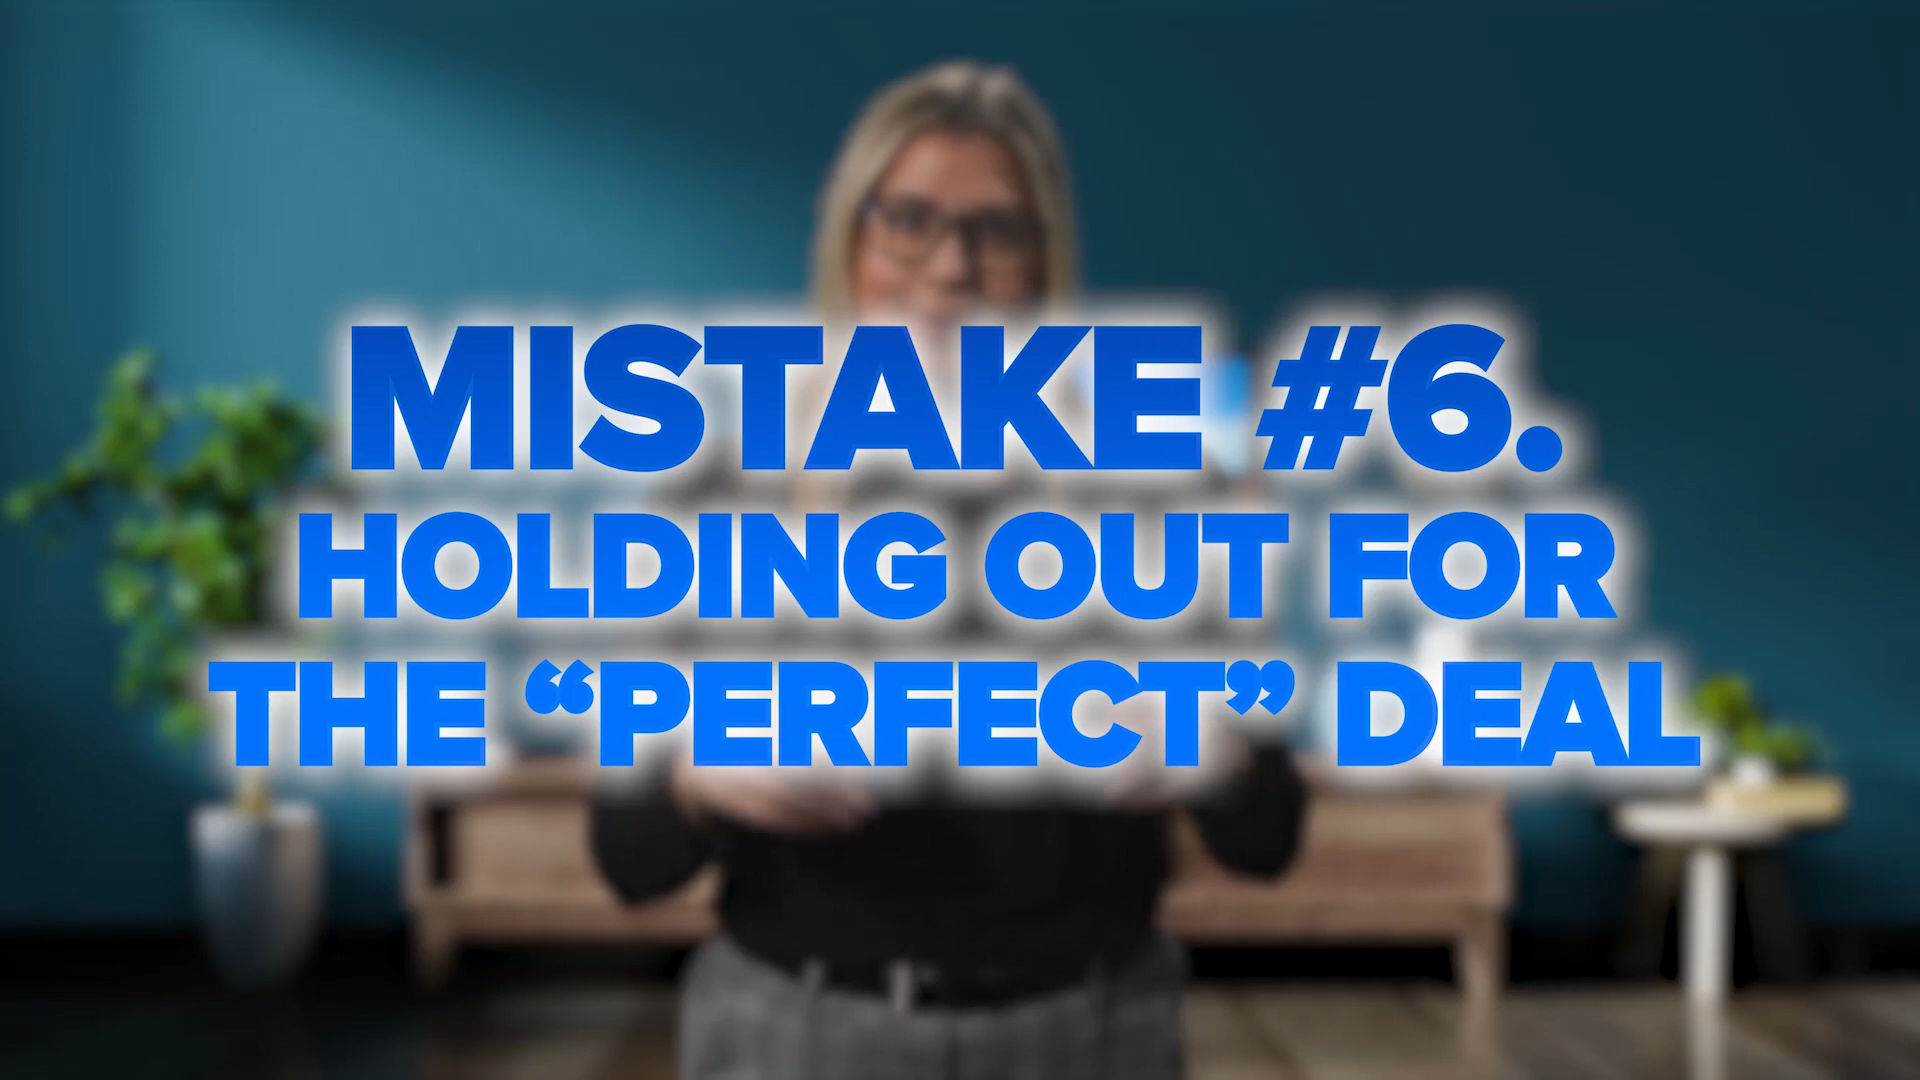 MISTAKE #6.
HOLDING OUT FOR
THE “PERFECT” DEAL